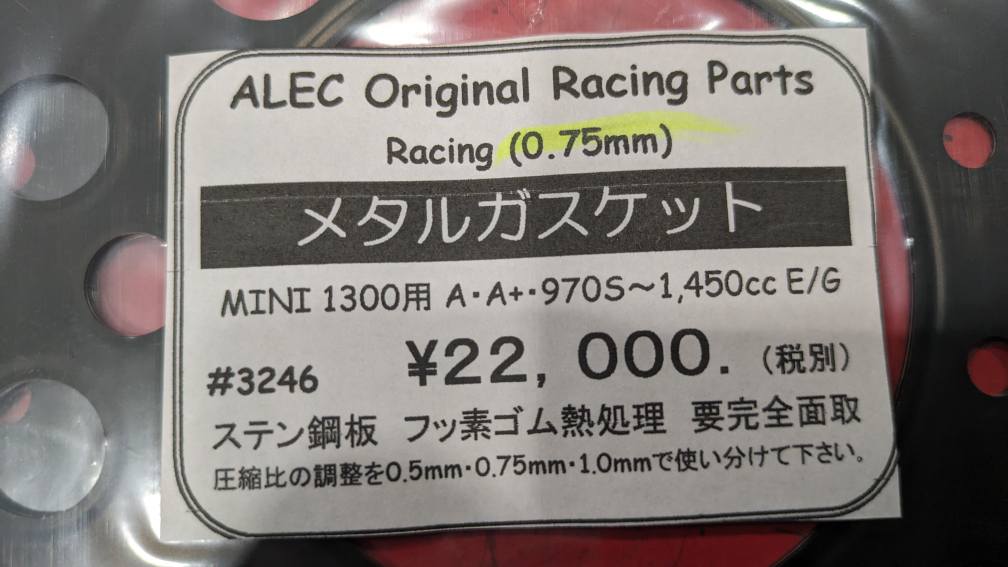 ALEC Original Racing Parts
Racing (0.75mm)
メタルガスケット
MINI 1300用 A・A+・970S～1,450cc E/G
#3246 ¥22,000. (税別)
ステン鋼板 フッ素ゴム熱処理 要完全面取
圧縮比の調整を0.5mm・0.75mm・1.0mmで使い分けて下さい。